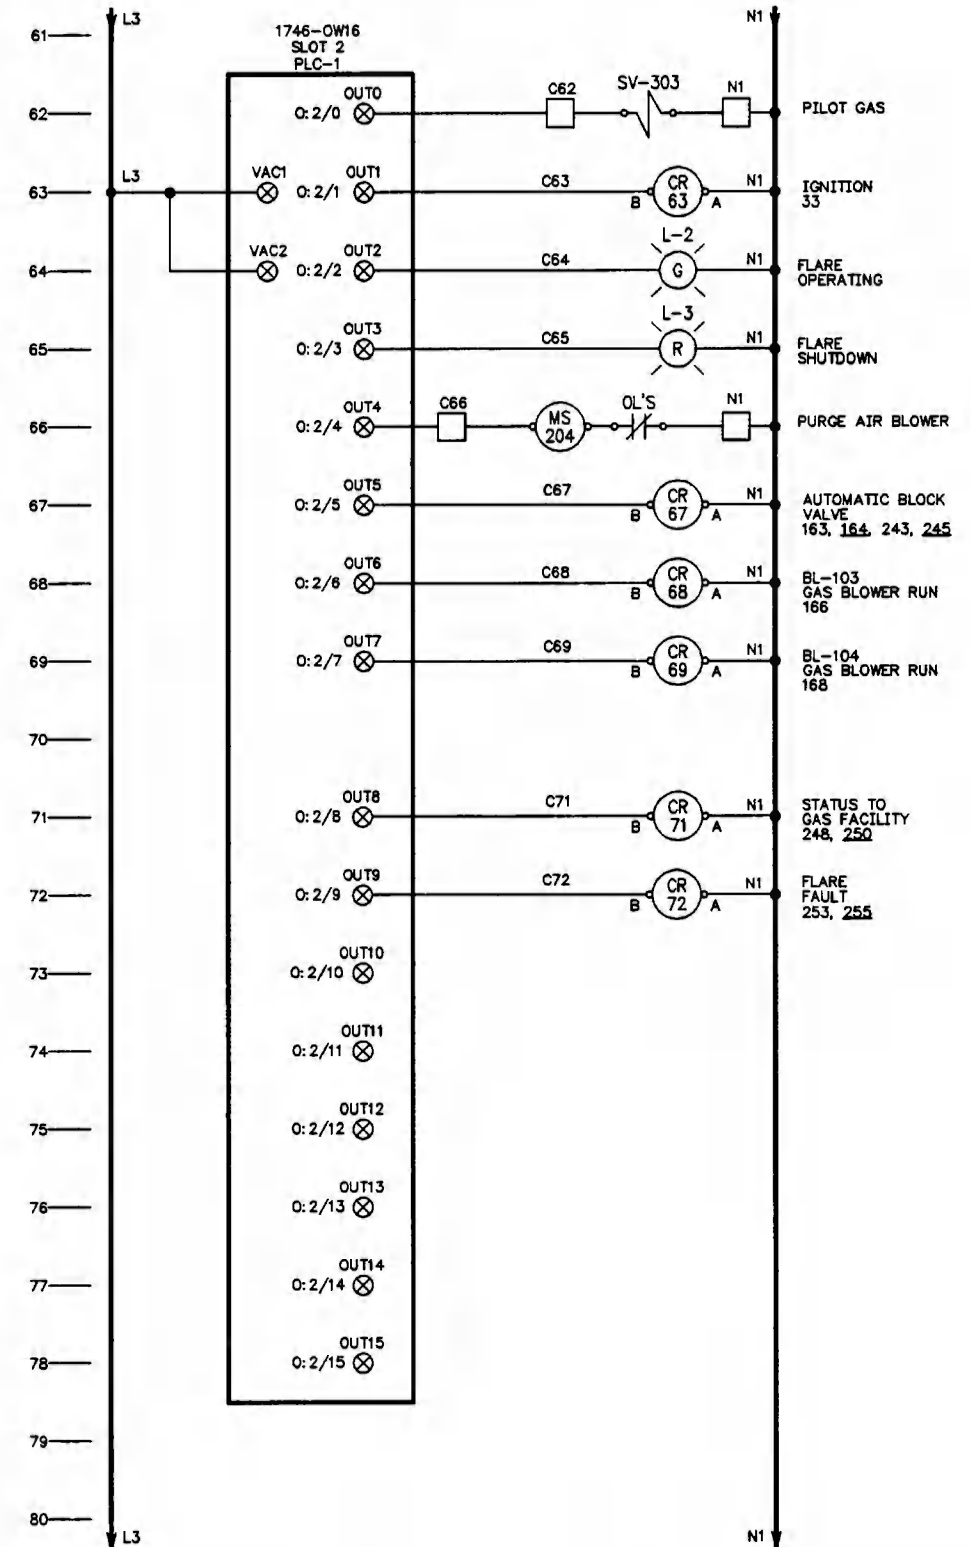 L3
N1
61
1746-OW16
SLOT 2
PLC-1
62
O:2/0
OUT0
C62
SV-303
N1
PILOT GAS
63
L3
VAC1
O:2/1
OUT1
C63
B
CR
63
A
N1
IGNITION
33
64
VAC2
O:2/2
OUT2
C64
L-2
G
N1
FLARE
OPERATING
65
O:2/3
OUT3
C65
L-3
R
N1
FLARE
SHUTDOWN
66
O:2/4
OUT4
C66
MS
204
OL'S
N1
PURGE AIR BLOWER
67
O:2/5
OUT5
C67
B
CR
67
A
N1
AUTOMATIC BLOCK
VALVE
163, 164, 243, 245
68
O:2/6
OUT6
C68
B
CR
68
A
N1
BL-103
GAS BLOWER RUN
166
69
O:2/7
OUT7
C69
B
CR
69
A
N1
BL-104
GAS BLOWER RUN
168
70
71
O:2/8
OUT8
C71
B
CR
71
A
N1
STATUS TO
GAS FACILITY
248, 250
72
O:2/9
OUT9
C72
B
CR
72
A
N1
FLARE
FAULT
253, 255
73
O:2/10
OUT10
74
O:2/11
OUT11
75
O:2/12
OUT12
76
O:2/13
OUT13
77
O:2/14
OUT14
78
O:2/15
OUT15
79
80
L3
N1